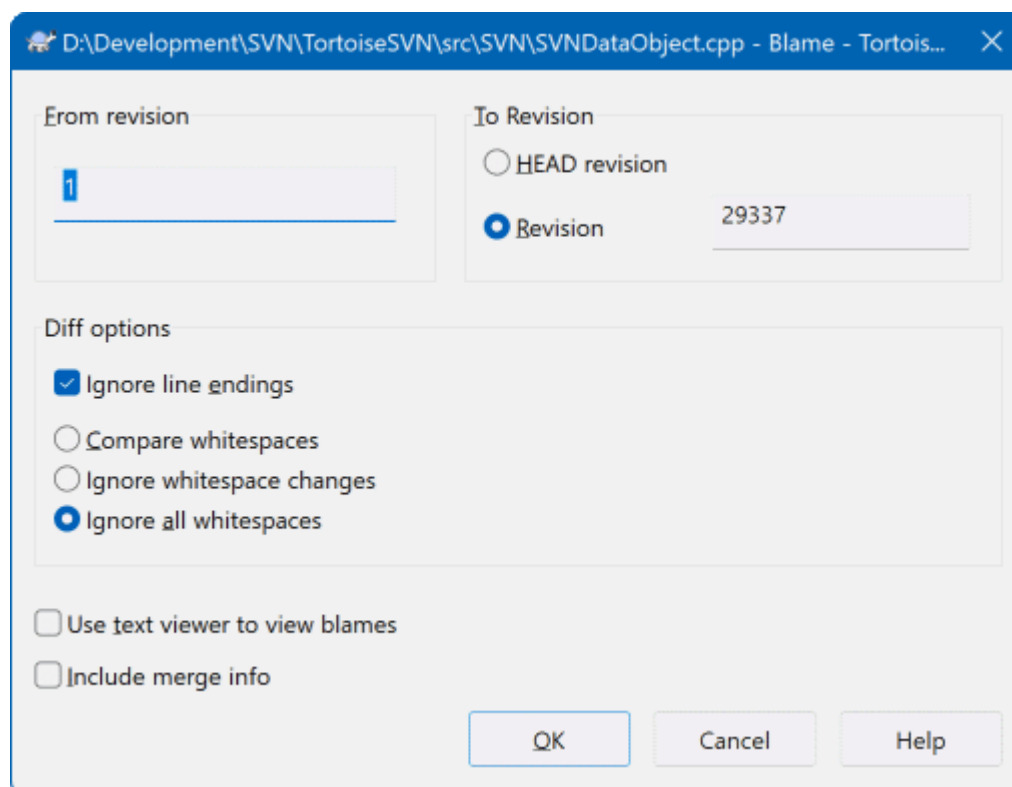 D:\Development\SVN\TortoiseSVN\src\SVN\SVNDataObject.cpp - Blame - Tortois...
From revision
1
To Revision
HEAD revision
Revision
29337
Diff options
Ignore line endings
Compare whitespaces
Ignore whitespace changes
Ignore all whitespaces
Use text viewer to view blames
Include merge info
OK Cancel Help